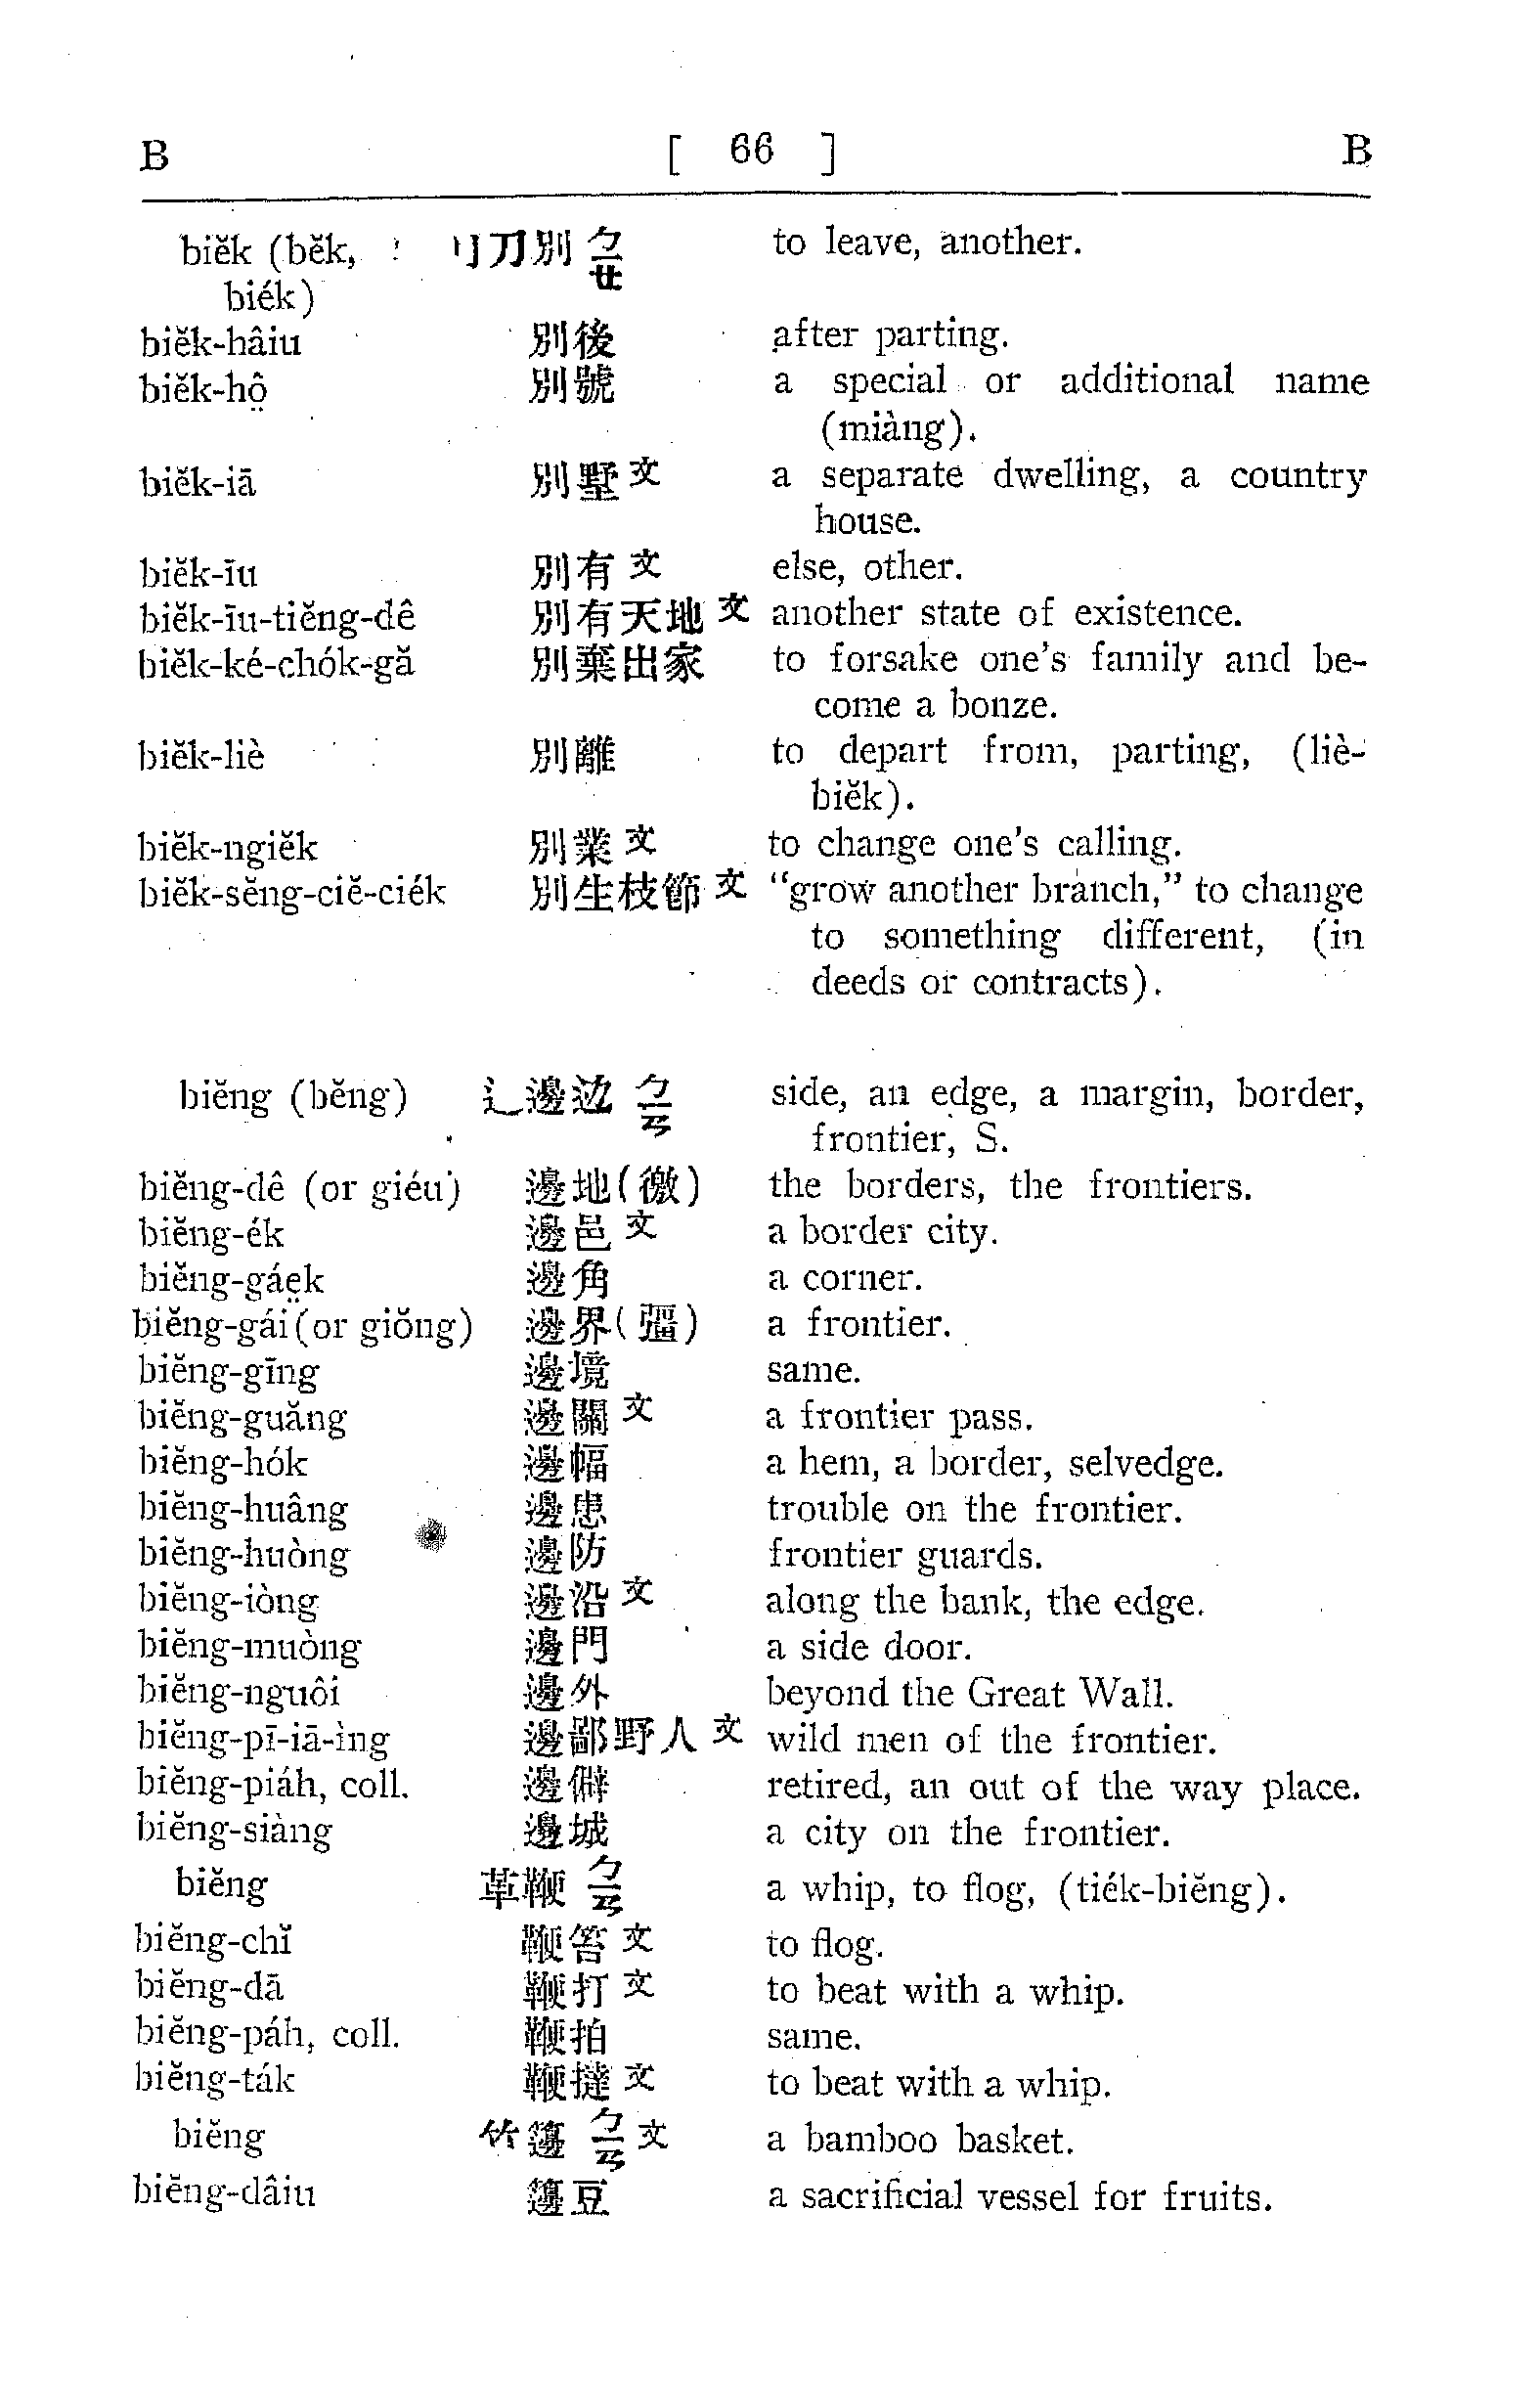 B [ 66 ] B
biĕk (bĕk, 刂刀別 ㄅㄧㄝ to leave, another.
biék)
biĕk-hâiu 別後 after parting.
biĕk-hô̤ 別號 a special or additional name
(miàng).
biĕk-iā 別墅文 a separate dwelling, a country
house.
biĕk-īu 別有文 else, other.
biĕk-īu-tiĕng-dê 別有天地文 another state of existence.
biĕk-ké-chók-gă 別棄出家 to forsake one's family and be-
come a bonze.
biĕk-liè 別離 to depart from, parting, (liè-
biĕk).
biĕk-ngiĕk 別業文 to change one's calling.
biĕk-sĕng-ciĕ-ciék 別生枝節文 "grow another branch," to change
to something different, (in
deeds or contracts).
biĕng (bĕng) 辶邊边 ㄅㄧㄢ side, an edge, a margin, border,
frontier, S.
biĕng-dê (or giéu) 邊地(徼) the borders, the frontiers.
biĕng-ék 邊邑文 a border city.
biĕng-gáe̤k 邊角 a corner.
biĕng-gái (or giŏng) 邊界(疆) a frontier.
biĕng-gīng 邊境 same.
biĕng-guăng 邊關文 a frontier pass.
biĕng-hók 邊幅 a hem, a border, selvedge.
biĕng-huâng 邊患 trouble on the frontier.
biĕng-huòng 邊防 frontier guards.
biĕng-iòng 邊沿文 along the bank, the edge.
biĕng-muòng 邊門 a side door.
biĕng-nguôi 邊外 beyond the Great Wall.
biĕng-pī-iā-ìng 邊鄙野人文 wild men of the frontier.
biĕng-piáh, coll. 邊僻 retired, an out of the way place.
biĕng-siàng 邊城 a city on the frontier.
biĕng 革鞭 ㄅㄧㄢ a whip, to flog, (tiék-biĕng).
biĕng-chĭ 鞭笞文 to flog.
biĕng-dā 鞭打文 to beat with a whip.
biĕng-páh, coll. 鞭拍 same.
biĕng-ták 鞭撻文 to beat with a whip.
biĕng 竹籩 ㄅㄧㄢ文 a bamboo basket.
biĕng-dâiu 籩豆 a sacrificial vessel for fruits.